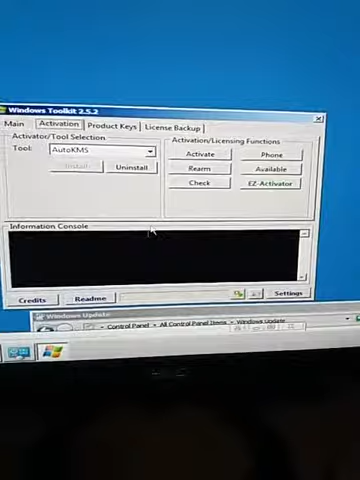 Windows Toolkit 2.5.2
Main Activation Product Keys License Backup
Activator/Tool Selection
Tool: AutoKMS
Install Uninstall
Activation/Licensing Functions
Activate Phone
Rearm Available
Check EZ-Activator
Information Console
Credits Readme Settings
Windows Update
Control Panel All Control Panel Items Windows Update